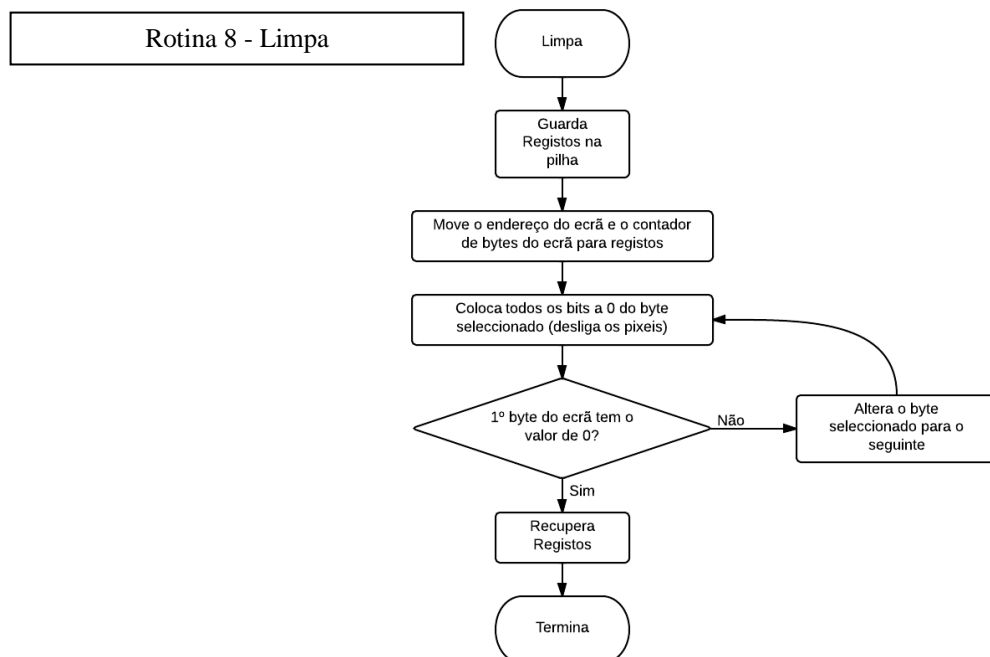 Rotina 8 - Limpa
Limpa
Guarda
Registos na
pilha
Move o endereço do ecrã e o contador
de bytes do ecrã para registos
Coloca todos os bits a 0 do byte
seleccionado (desliga os pixeis)
1º byte do ecrã tem o
valor de 0?
Não
Altera o byte
seleccionado para o
seguinte
Sim
Recupera
Registos
Termina